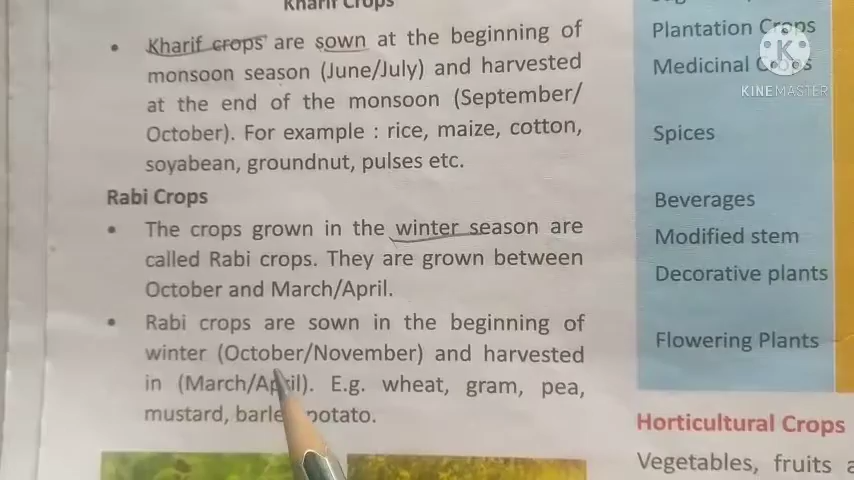 Kharif Crops
• Kharif crops are sown at the beginning of
monsoon season (June/July) and harvested
at the end of the monsoon (September/
October). For example : rice, maize, cotton,
soyabean, groundnut, pulses etc.
Rabi Crops
• The crops grown in the winter season are
called Rabi crops. They are grown between
October and March/April.
• Rabi crops are sown in the beginning of
winter (October/November) and harvested
in (March/April). E.g. wheat, gram, pea,
mustard, potato.
Plantation Crops
Medicinal Crops
Spices
Beverages
Modified stem
Decorative plants
Flowering Plants
Horticultural Crops
Vegetables, fruits
K
KINEMASTER